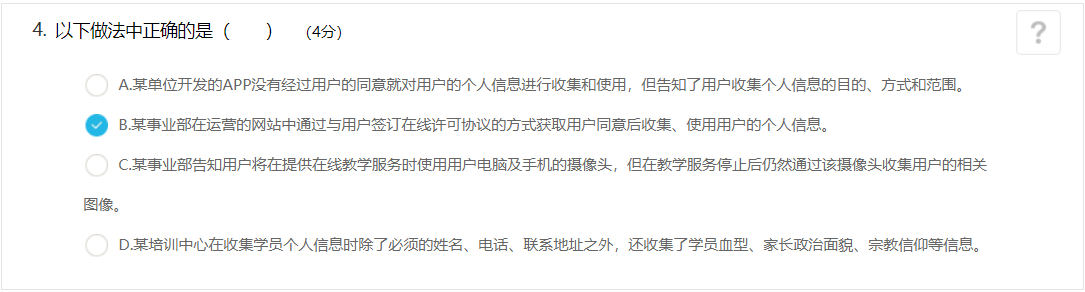 4. 以下做法中正确的是（　　） (4分)
?
A.某单位开发的APP没有经过用户的同意就对用户的个人信息进行收集和使用，但告知了用户收集个人信息的目的、方式和范围。
B.某事业部在运营的网站中通过与用户签订在线许可协议的方式获取用户同意后收集、使用用户的个人信息。
C.某事业部告知用户将在提供在线教学服务时使用用户电脑及手机的摄像头，但在教学服务停止后仍然通过该摄像头收集用户的相关
图像。
D.某培训中心在收集学员个人信息时除了必须的姓名、电话、联系地址之外，还收集了学员血型、家长政治面貌、宗教信仰等信息。